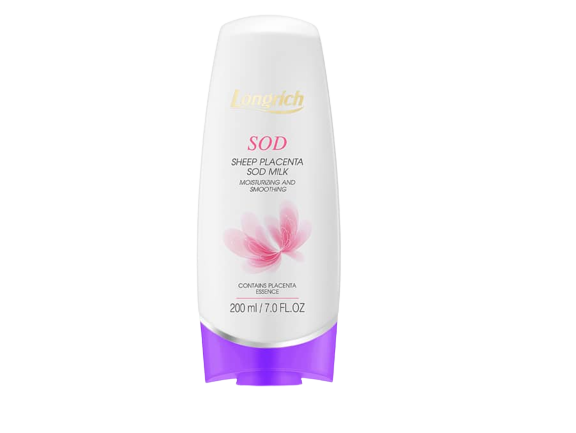 Longrich
SOD
SHEEP PLACENTA
SOD MILK
MOISTURIZING AND
SMOOTHING
CONTAINS PLACENTA
ESSENCE
200 ml / 7.0 FL.OZ